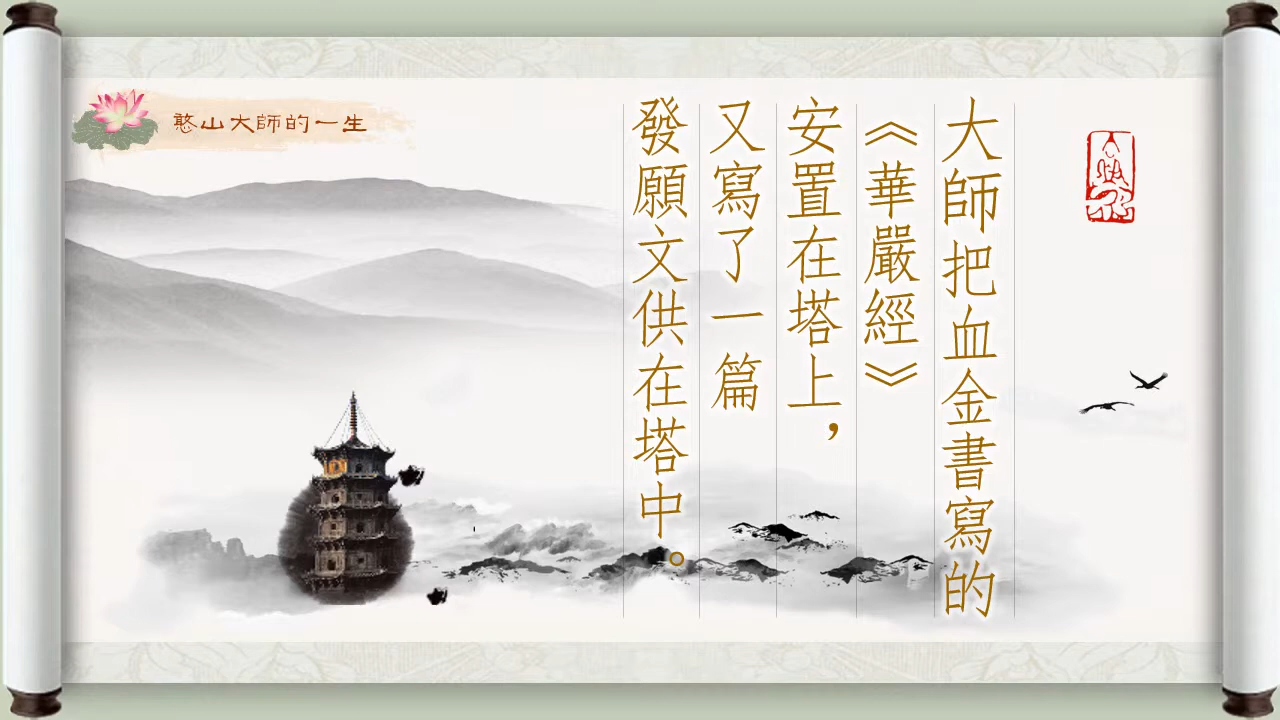 憨山大師的一生
大師把血金書寫的
《華嚴經》
安置在塔上，
又寫了一篇
發願文供在塔中。